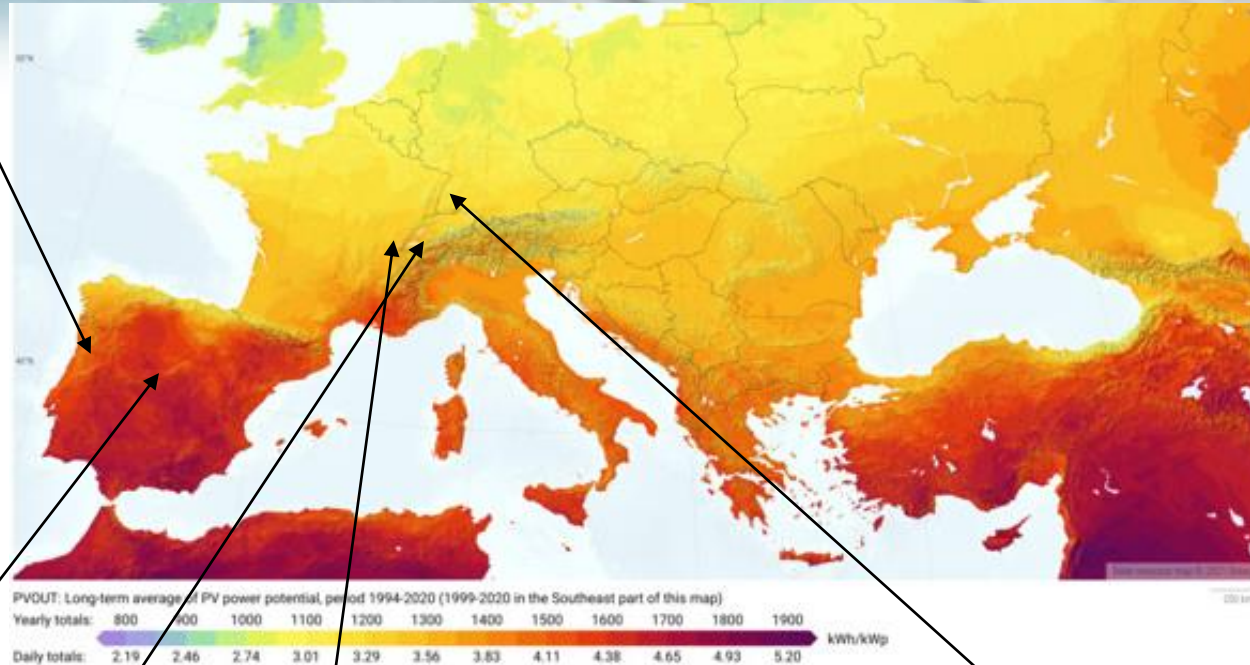 50°N
40°N
PVOUT: Long-term average of PV power potential, period 1994-2020 (1999-2020 in the Southeast part of this map)
Yearly totals: 800 900 1000 1100 1200 1300 1400 1500 1600 1700 1800 1900
kWh/kWp
Daily totals: 2.19 2.46 2.74 3.01 3.29 3.56 3.83 4.11 4.38 4.65 4.93 5.20